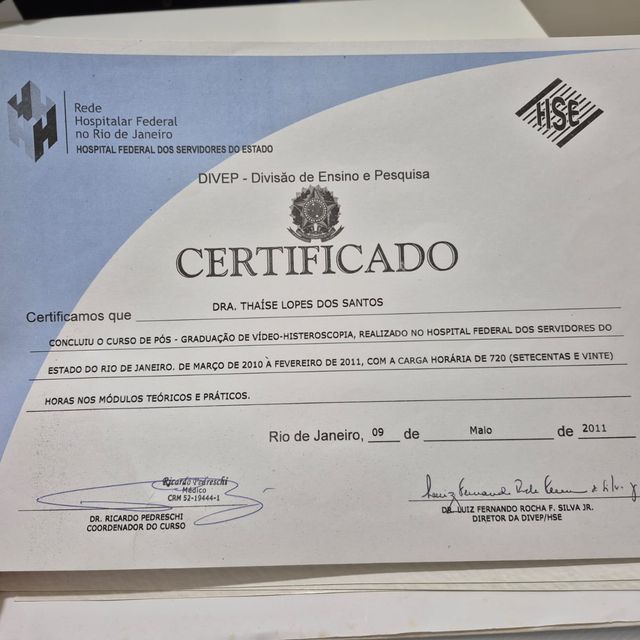 Rede
Hospitalar Federal
no Rio de Janeiro
HOSPITAL FEDERAL DOS SERVIDORES DO ESTADO
HSE
DIVEP - Divisão de Ensino e Pesquisa
CERTIFICADO
Certificamos que DRA. THAÍSE LOPES DOS SANTOS
CONCLUIU O CURSO DE PÓS - GRADUAÇÃO DE VÍDEO-HISTEROSCOPIA, REALIZADO NO HOSPITAL FEDERAL DOS SERVIDORES DO
ESTADO DO RIO DE JANEIRO. DE MARÇO DE 2010 À FEVEREIRO DE 2011, COM A CARGA HORÁRIA DE 720 (SETECENTAS E VINTE)
HORAS NOS MÓDULOS TEÓRICOS E PRÁTICOS.
Rio de Janeiro, 09 de Maio de 2011
Ricardo Pedreschi
Médico
CRM 52-19444-1
DR. RICARDO PEDRESCHI
COORDENADOR DO CURSO
DR. LUIZ FERNANDO ROCHA F. SILVA JR.
DIRETOR DA DIVEP/HSE